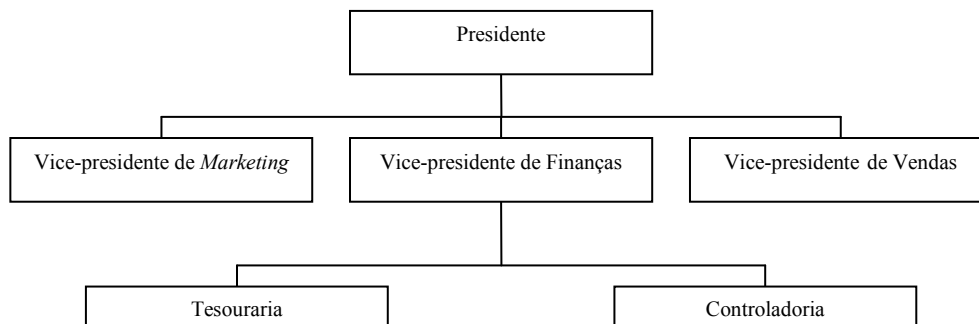 Presidente
Vice-presidente de Marketing
Vice-presidente de Finanças
Vice-presidente de Vendas
Tesouraria
Controladoria